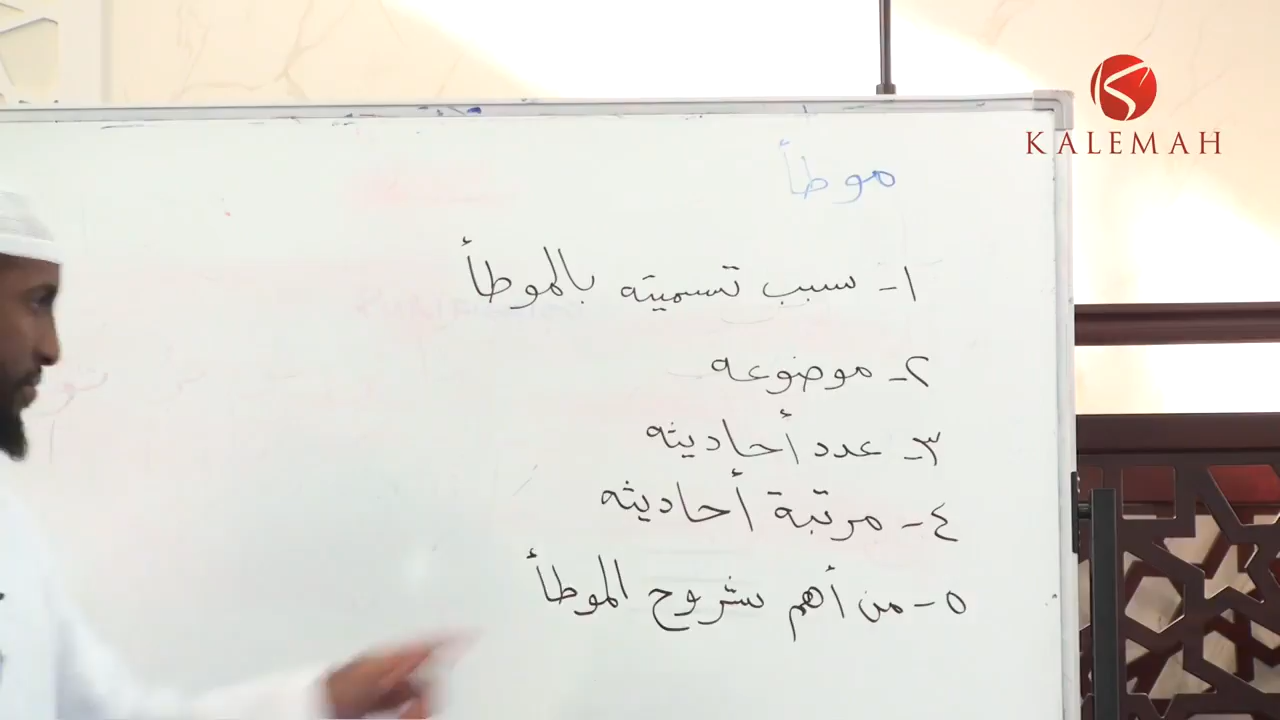 KALEMAH
موطأ
١- سبب تسميته بالموطأ
٢- موضوعه
٣- عدد أحاديثه
٤- مرتبة أحاديثه
٥- من أهم شروح الموطأ